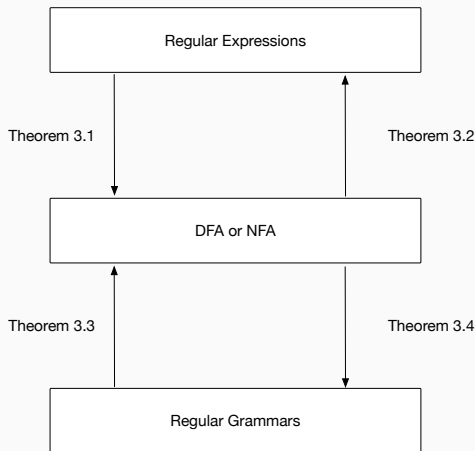 Regular Expressions
Theorem 3.1
Theorem 3.2
DFA or NFA
Theorem 3.3
Theorem 3.4
Regular Grammars